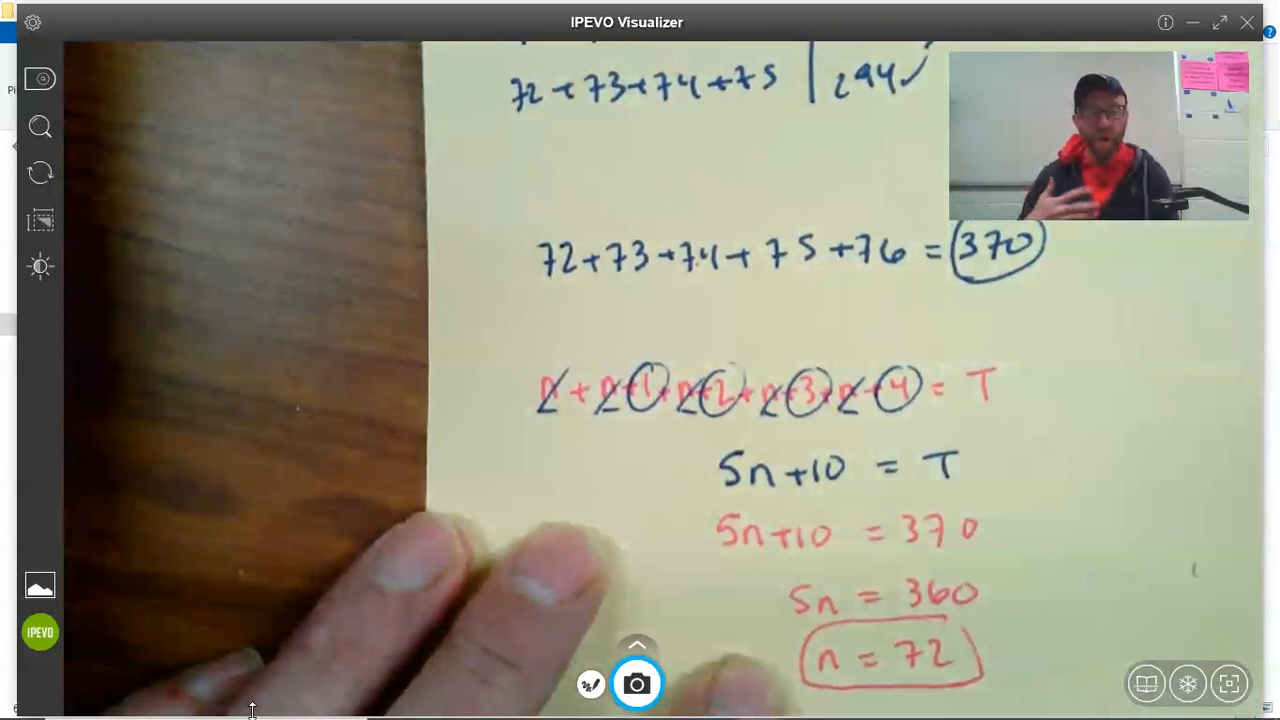 IPEVO Visualizer
72 + 73 + 74 + 75 | 294 ✓
72 + 73 + 74 + 75 + 76 = 370
n + n+1 + n+2 + n+3 + n+4 = T
5n + 10 = T
5n + 10 = 370
5n = 360
n = 72
IPEVO